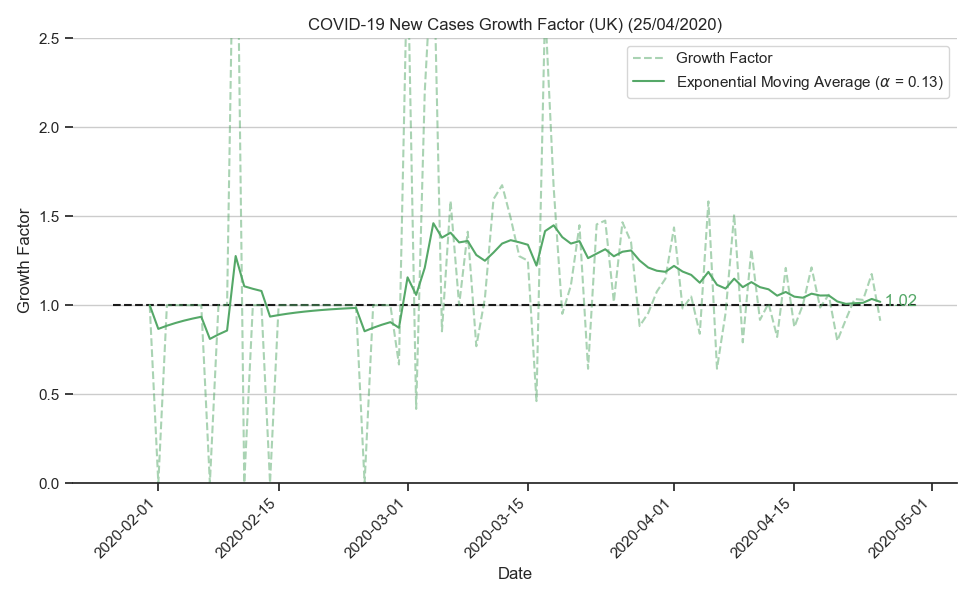 COVID-19 New Cases Growth Factor (UK) (25/04/2020)
Growth Factor
Exponential Moving Average (α = 0.13)
2.5
2.0
1.5
1.0
0.5
0.0
Growth Factor
1.02
2020-02-01
2020-02-15
2020-03-01
2020-03-15
2020-04-01
2020-04-15
2020-05-01
Date